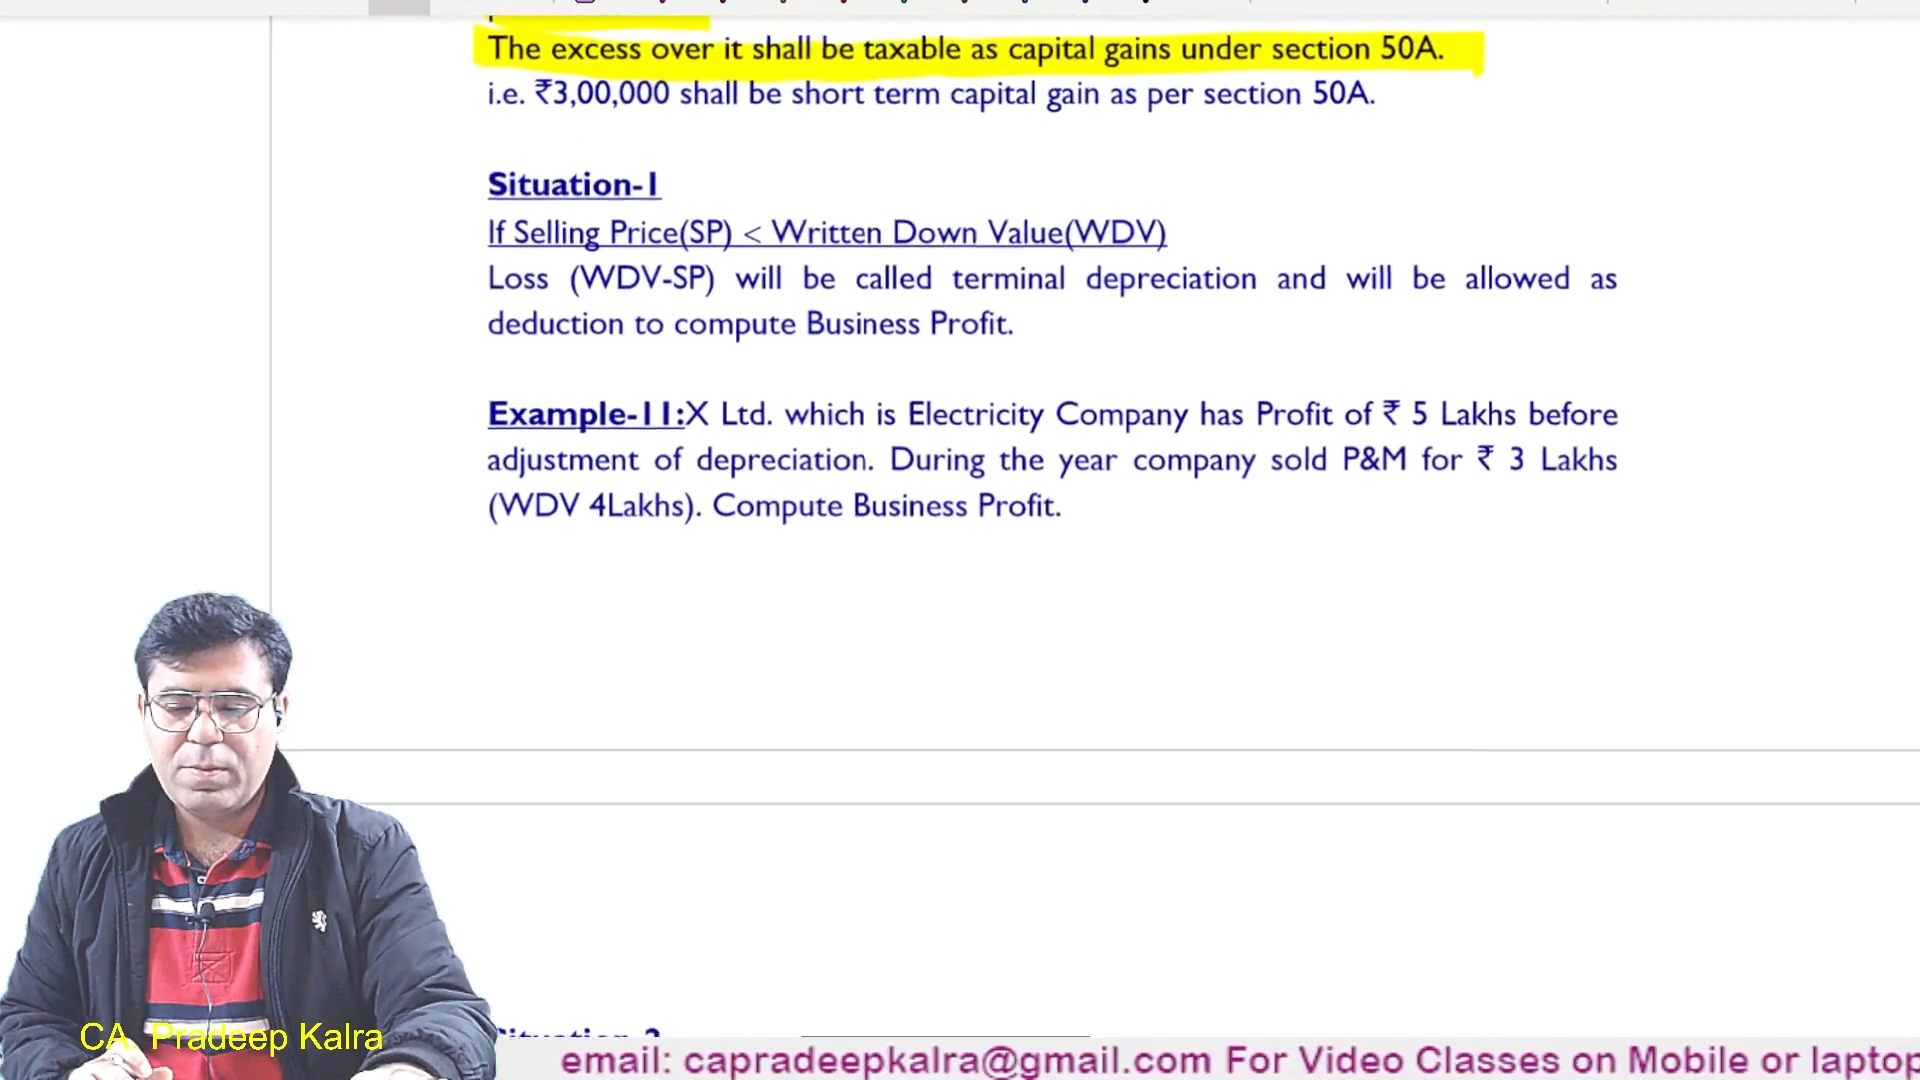 The excess over it shall be taxable as capital gains under section 50A.
i.e. ₹3,00,000 shall be short term capital gain as per section 50A.
Situation-1
If Selling Price(SP) < Written Down Value(WDV)
Loss (WDV-SP) will be called terminal depreciation and will be allowed as
deduction to compute Business Profit.
Example-11:X Ltd. which is Electricity Company has Profit of ₹ 5 Lakhs before
adjustment of depreciation. During the year company sold P&M for ₹ 3 Lakhs
(WDV 4Lakhs). Compute Business Profit.
CA. Pradeep Kalra
Situation-2
email: capradeepkalra@gmail.com For Video Classes on Mobile or laptop